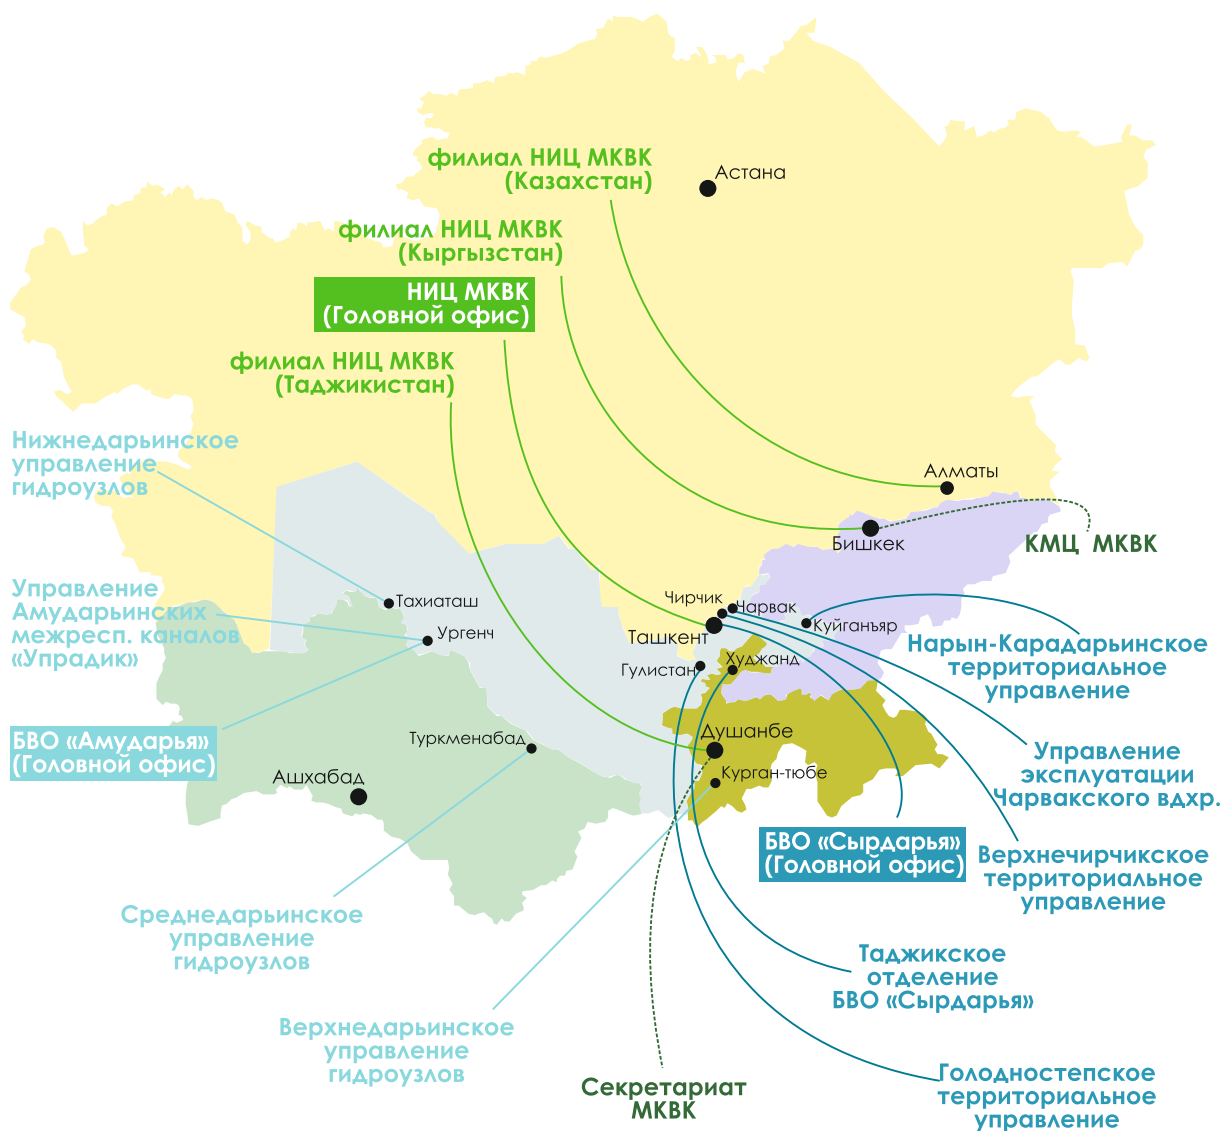 филиал НИЦ МКВК
(Казахстан)
Астана
филиал НИЦ МКВК
(Кыргызстан)
НИЦ МКВК
(Головной офис)
филиал НИЦ МКВК
(Таджикистан)
Нижнедарьинское
управление
гидроузлов
Алматы
Бишкек
КМЦ МКВК
Управление
Амударьинских
межресп. каналов
«Упрадик»
Тахиаташ
Ургенч
Чирчик
Чарвак
Ташкент
Куйганъяр
Гулистан
Худжанд
Нарын-Карадарьинское
территориальное
управление
БВО «Амударья»
(Головной офис)
Туркменабад
Душанбе
Ашхабад
Курган-тюбе
Управление
эксплуатации
Чарвакского вдхр.
БВО «Сырдарья»
(Головной офис)
Верхнечирчикское
территориальное
управление
Среднедарьинское
управление
гидроузлов
Таджикское
отделение
БВО «Сырдарья»
Верхнедарьинское
управление
гидроузлов
Секретариат
МКВК
Голодностепское
территориальное
управление